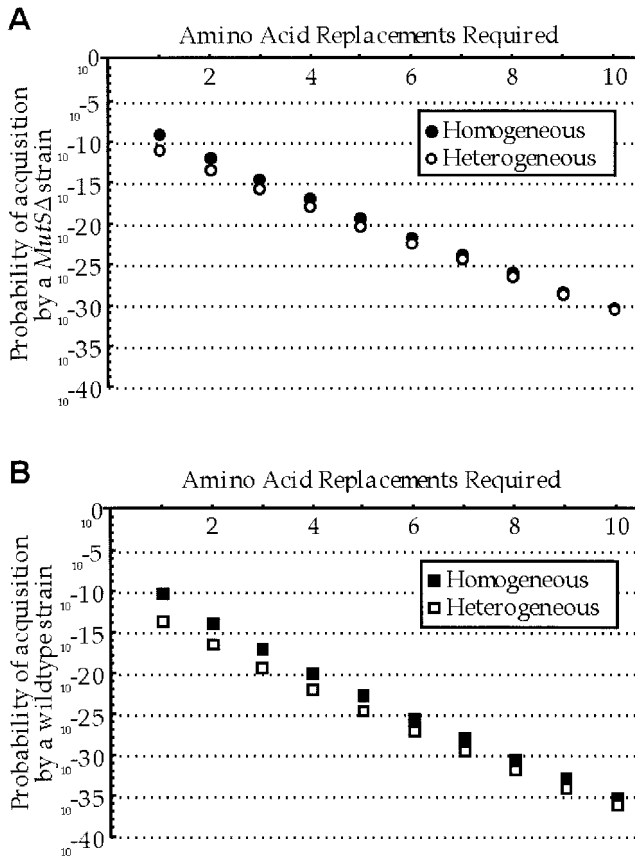 A
Amino Acid Replacements Required
2 4 6 8 10
Probability of acquisition
by a MutSΔ strain
10 0
10 -5
10 -10
10 -15
10 -20
10 -25
10 -30
10 -35
10 -40
Homogeneous
Heterogeneous
B
Amino Acid Replacements Required
2 4 6 8 10
Probability of acquisition
by a wildtype strain
10 0
10 -5
10 -10
10 -15
10 -20
10 -25
10 -30
10 -35
10 -40
Homogeneous
Heterogeneous